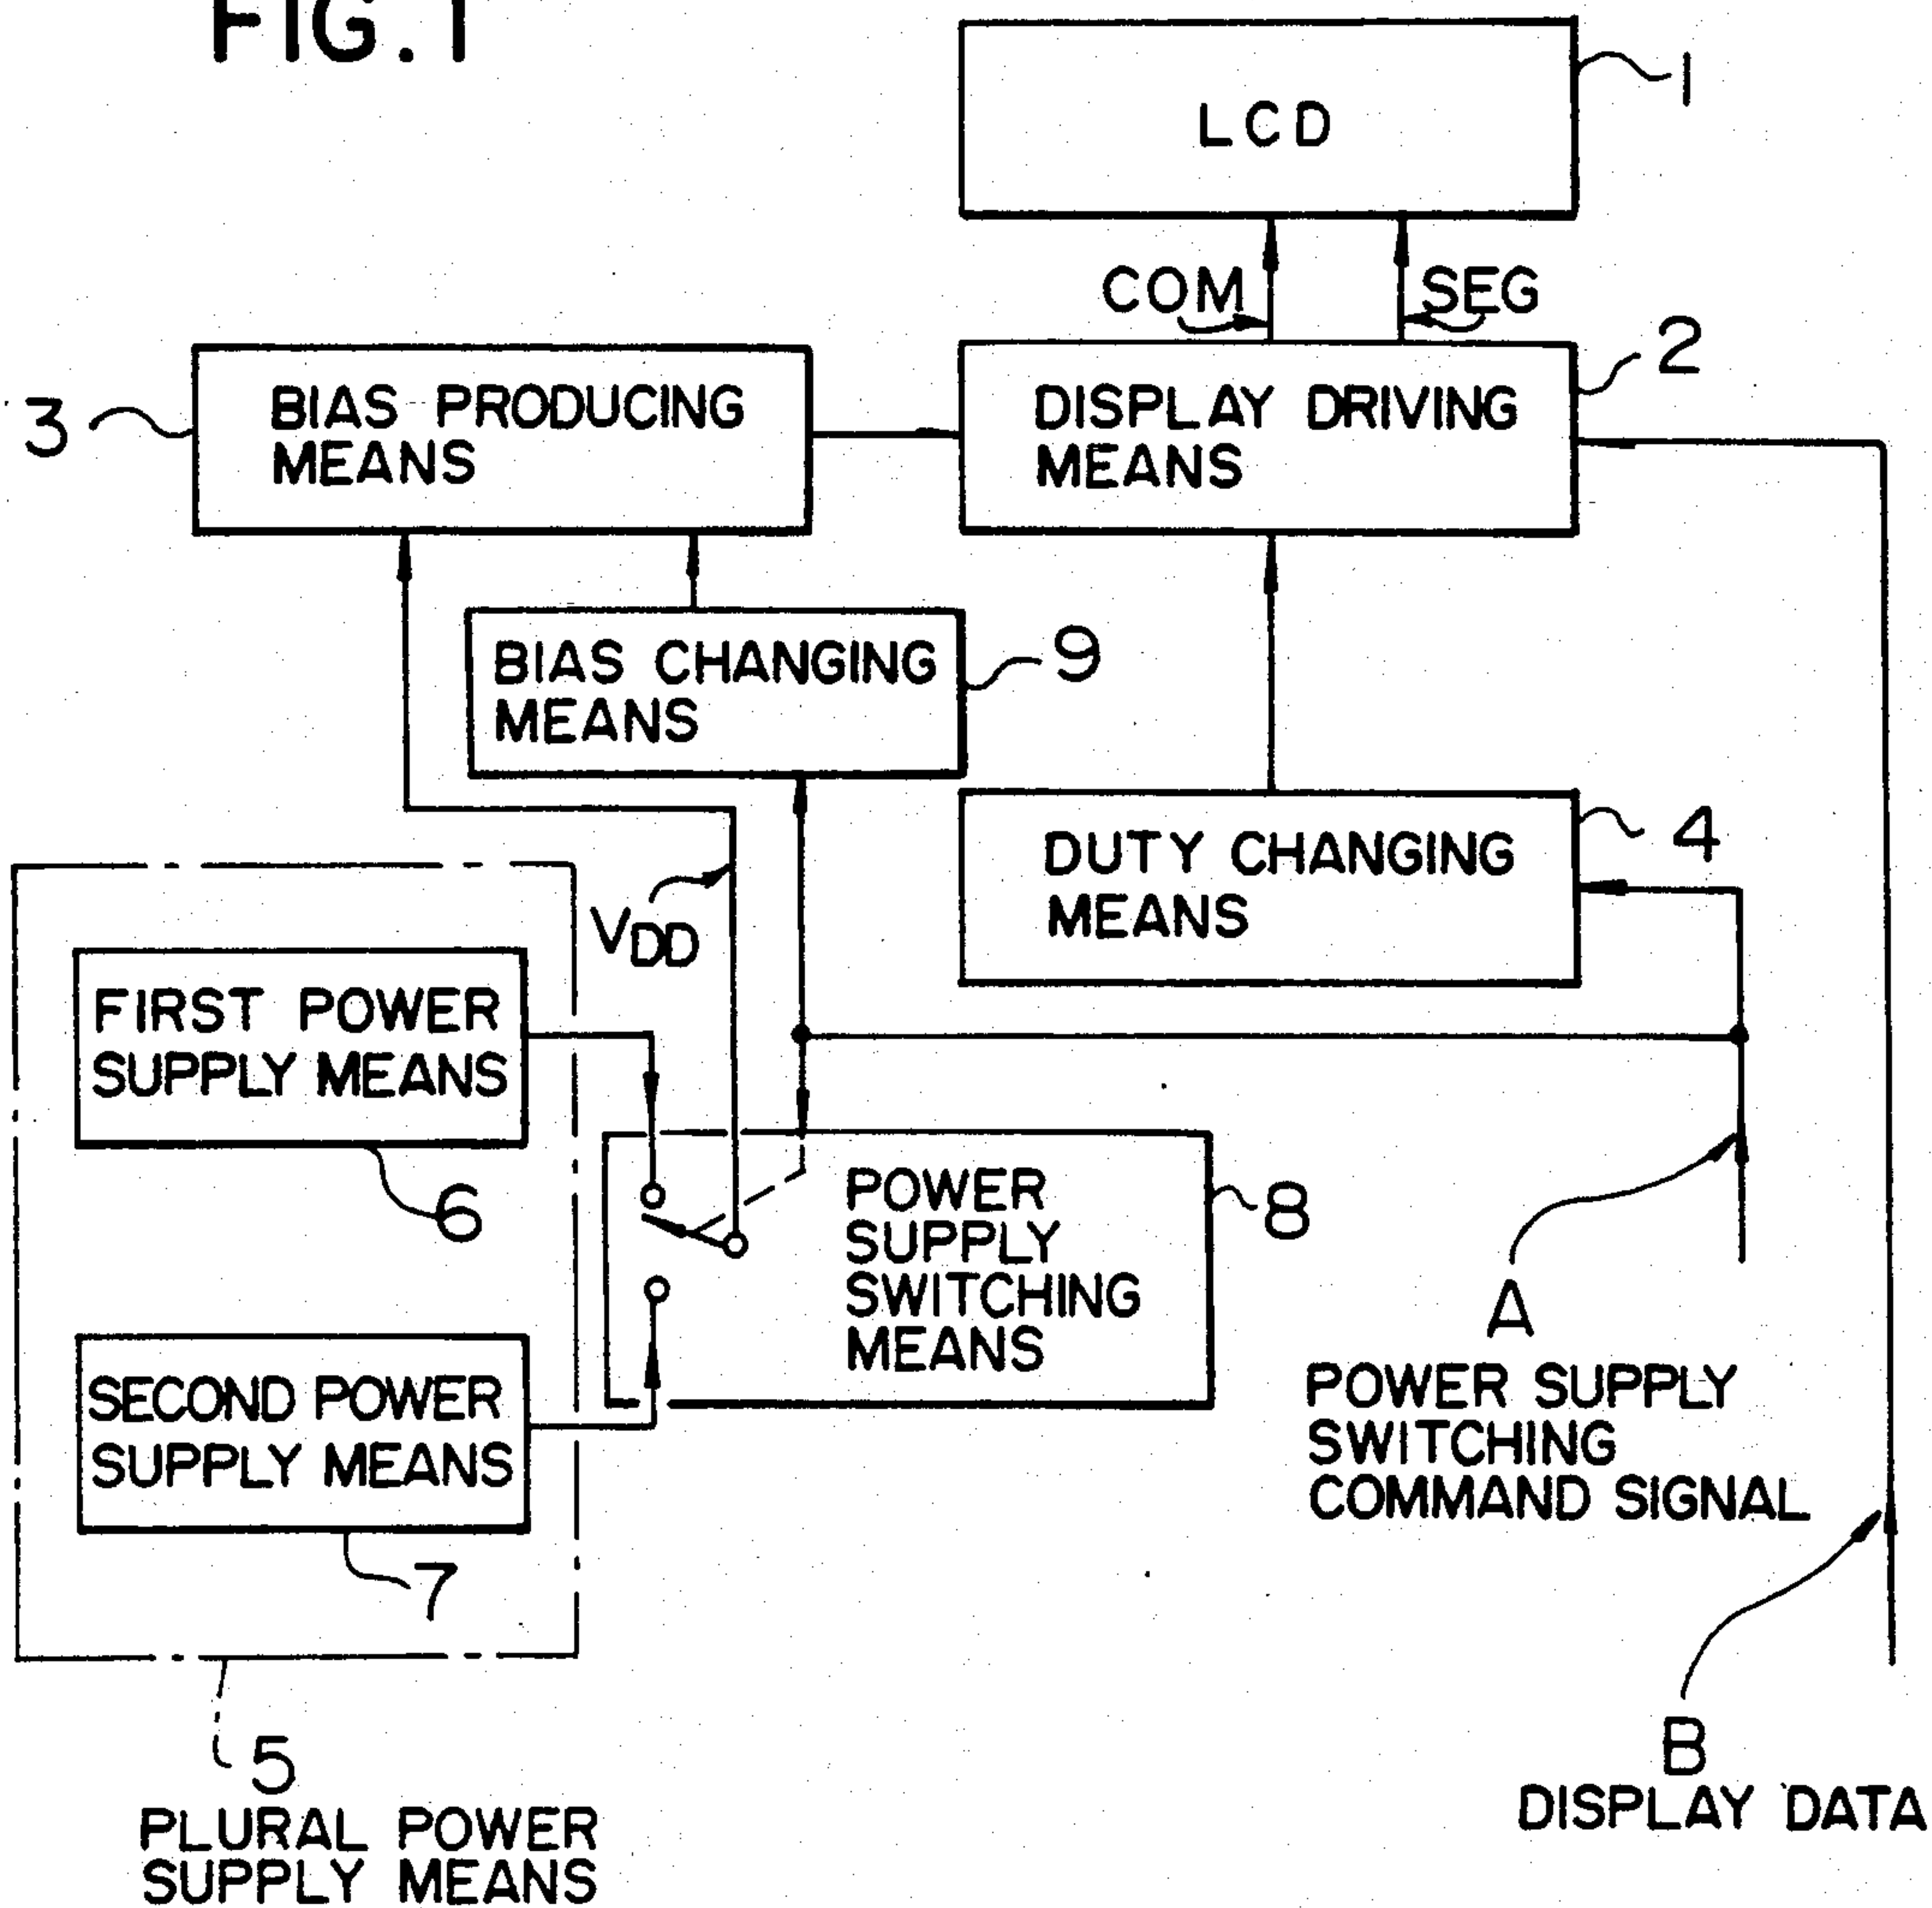 FIG.1
LCD
1
COM
SEG
2
3
BIAS PRODUCING
MEANS
DISPLAY DRIVING
MEANS
BIAS CHANGING
MEANS
9
DUTY CHANGING
MEANS
4
VDD
FIRST POWER
SUPPLY MEANS
6
POWER
SUPPLY
SWITCHING
MEANS
8
SECOND POWER
SUPPLY MEANS
7
A
POWER SUPPLY
SWITCHING
COMMAND SIGNAL
5
PLURAL POWER
SUPPLY MEANS
B
DISPLAY DATA